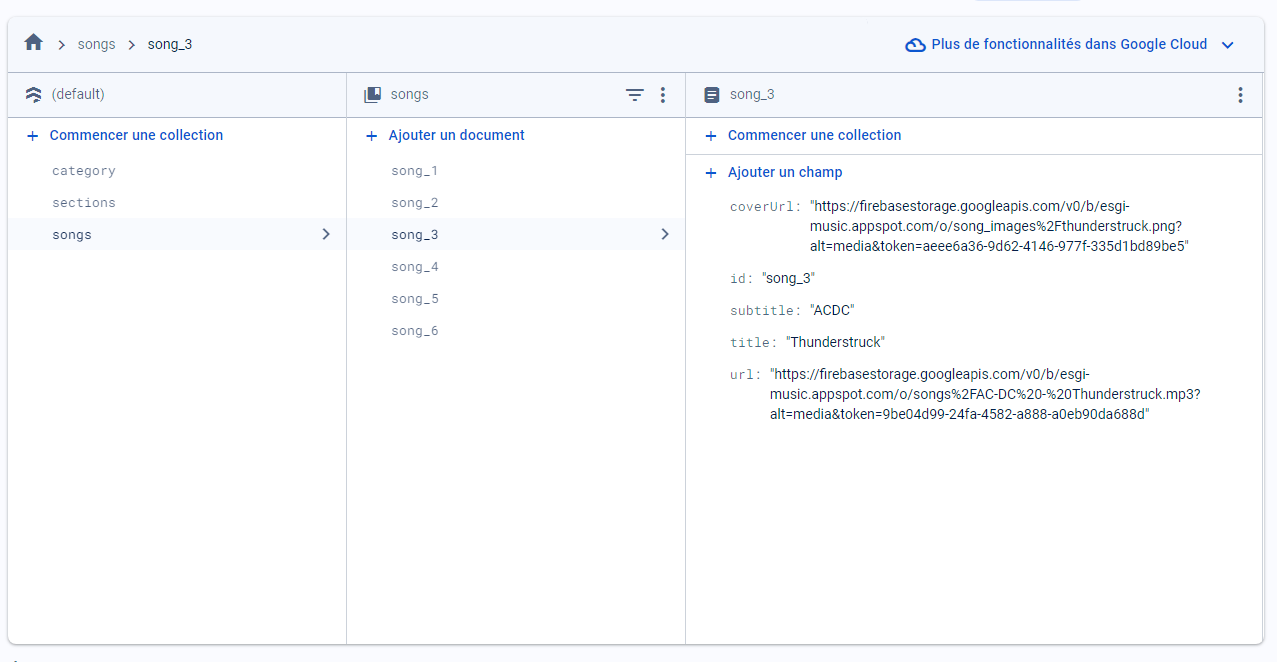 songs
song_3
Plus de fonctionnalités dans Google Cloud
(default)
songs
song_3
Commencer une collection
Ajouter un document
Commencer une collection
category
sections
songs
song_1
song_2
song_3
song_4
song_5
song_6
Ajouter un champ
coverUrl: "https://firebasestorage.googleapis.com/v0/b/esgi-
music.appspot.com/o/song_images%2Fthunderstruck.png?
alt=media&token=aeee6a36-9d62-4146-977f-335d1bd89be5"
id: "song_3"
subtitle: "ACDC"
title: "Thunderstruck"
url: "https://firebasestorage.googleapis.com/v0/b/esgi-
music.appspot.com/o/songs%2FAC-DC%20-%20Thunderstruck.mp3?
alt=media&token=9be04d99-24fa-4582-a888-a0eb90da688d"